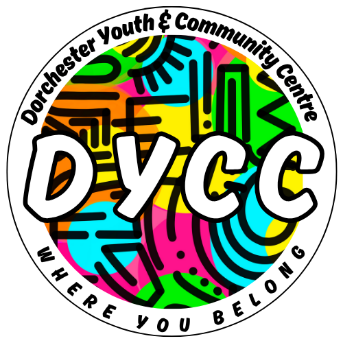 Dorchester Youth & Community Centre
DYCC
WHERE YOU BELONG